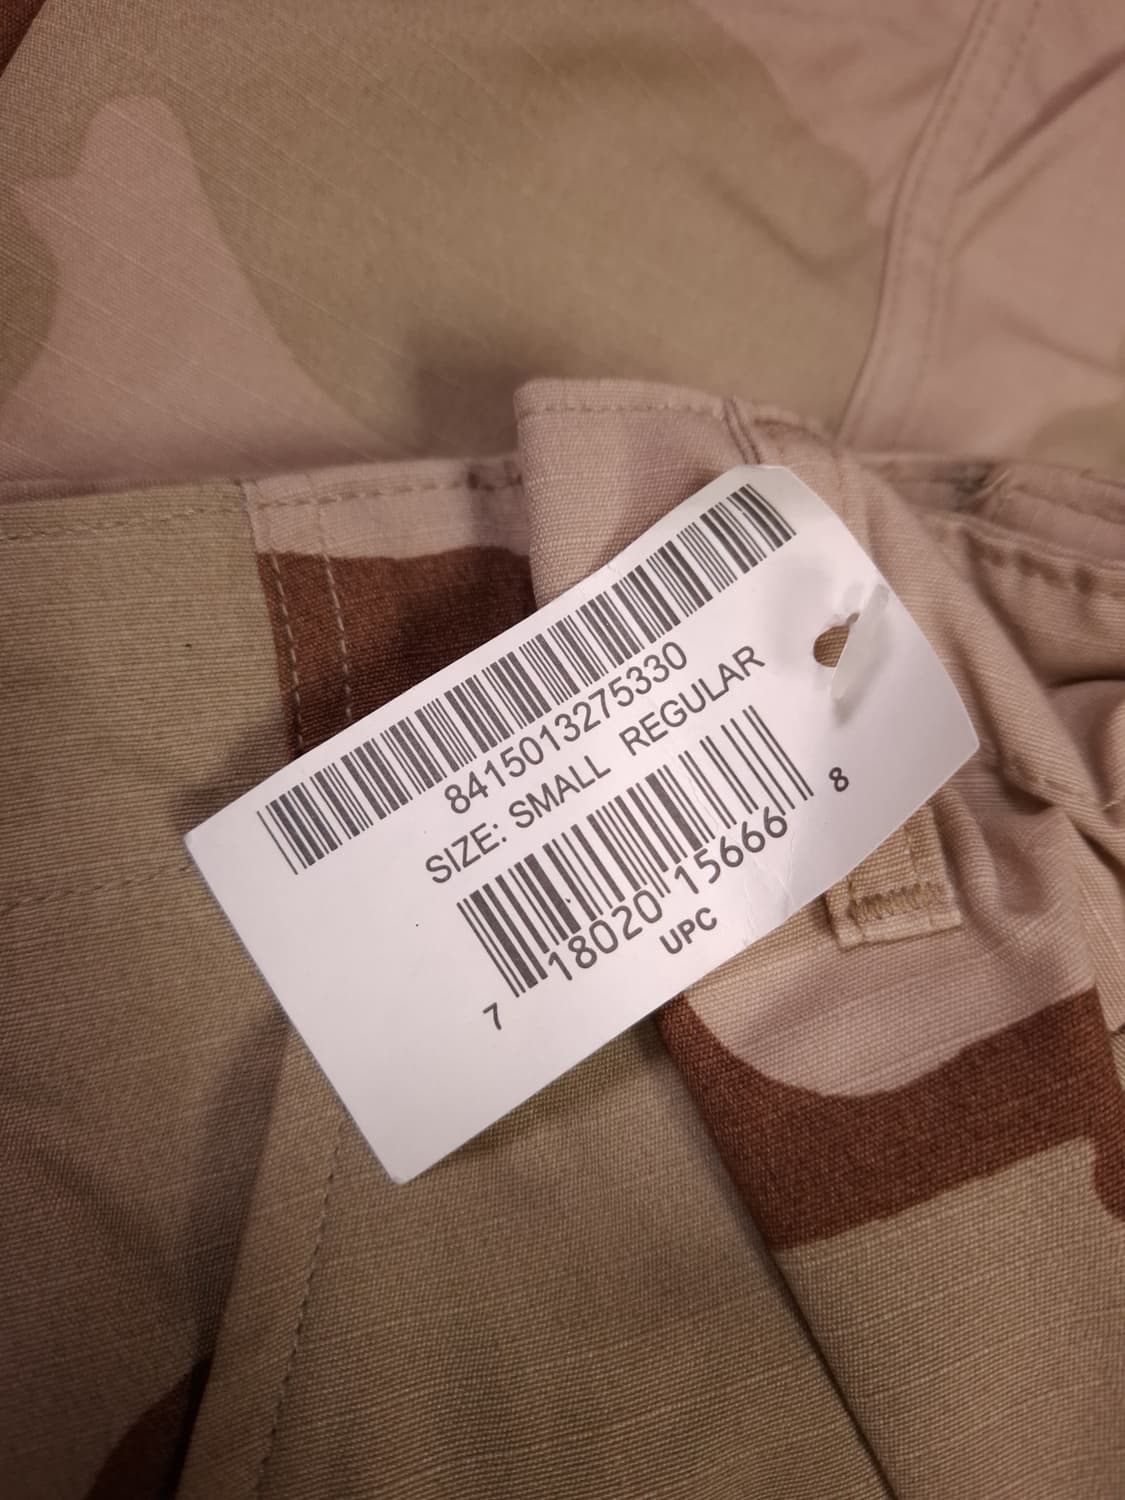 8415013275330
SIZE: SMALL REGULAR
7 18020 15666 8
UPC